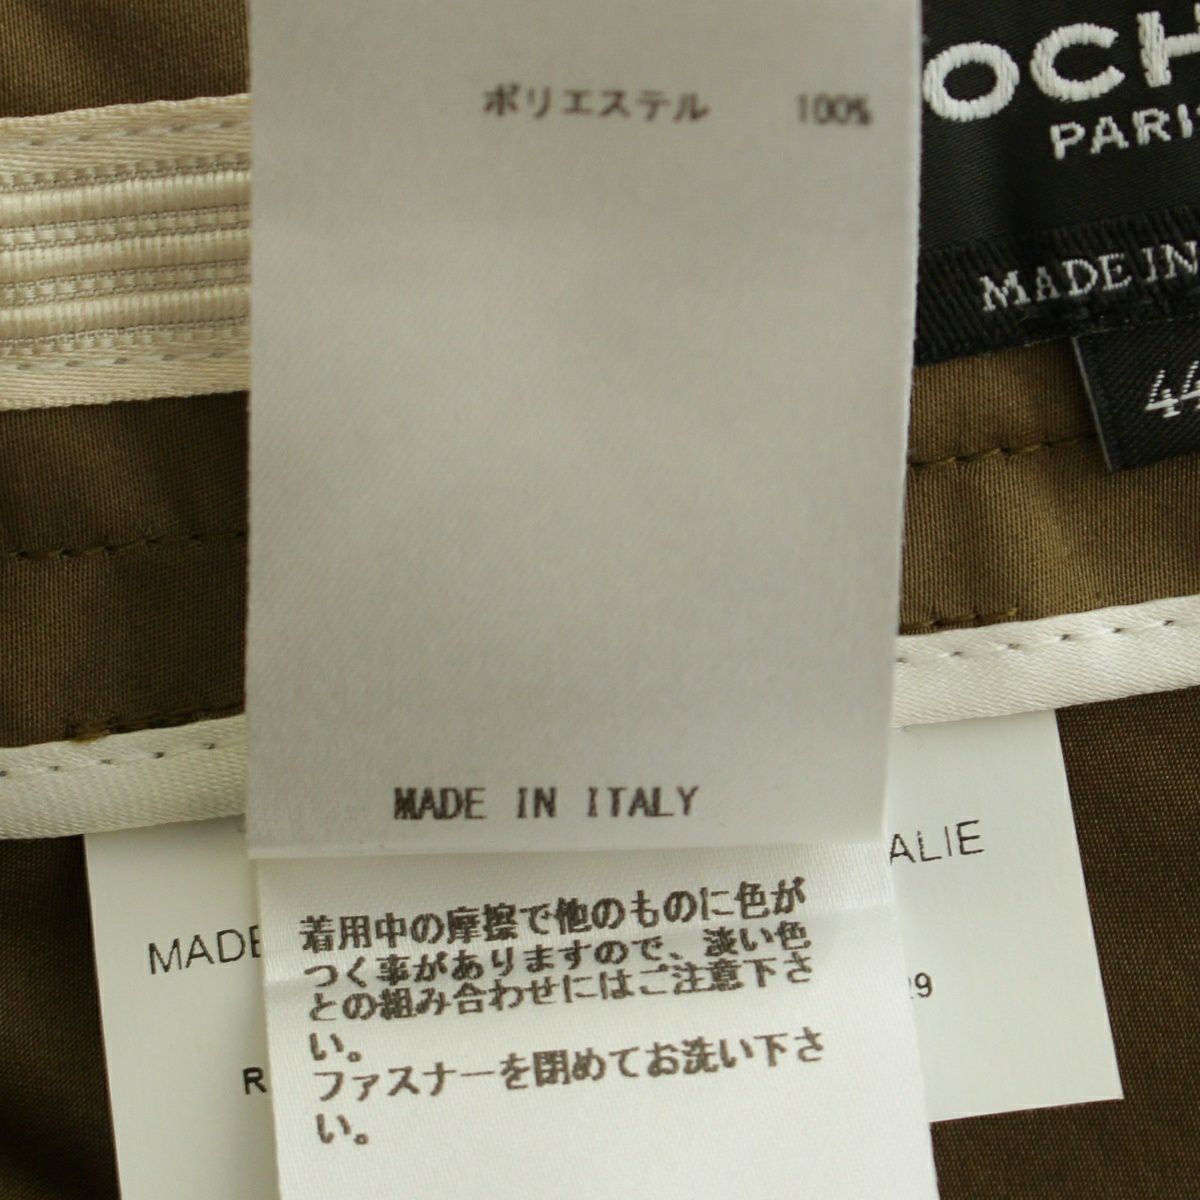 ポリエステル 100%
MADE IN ITALY
着用中の摩擦で他のものに色が
つく事がありますので、淡い色
との組み合わせにはご注意下さ
い。
ファスナーを閉めてお洗い下さ
い。
OCH
PARIS
MADE IN
44
ALIE
MADE
29
R